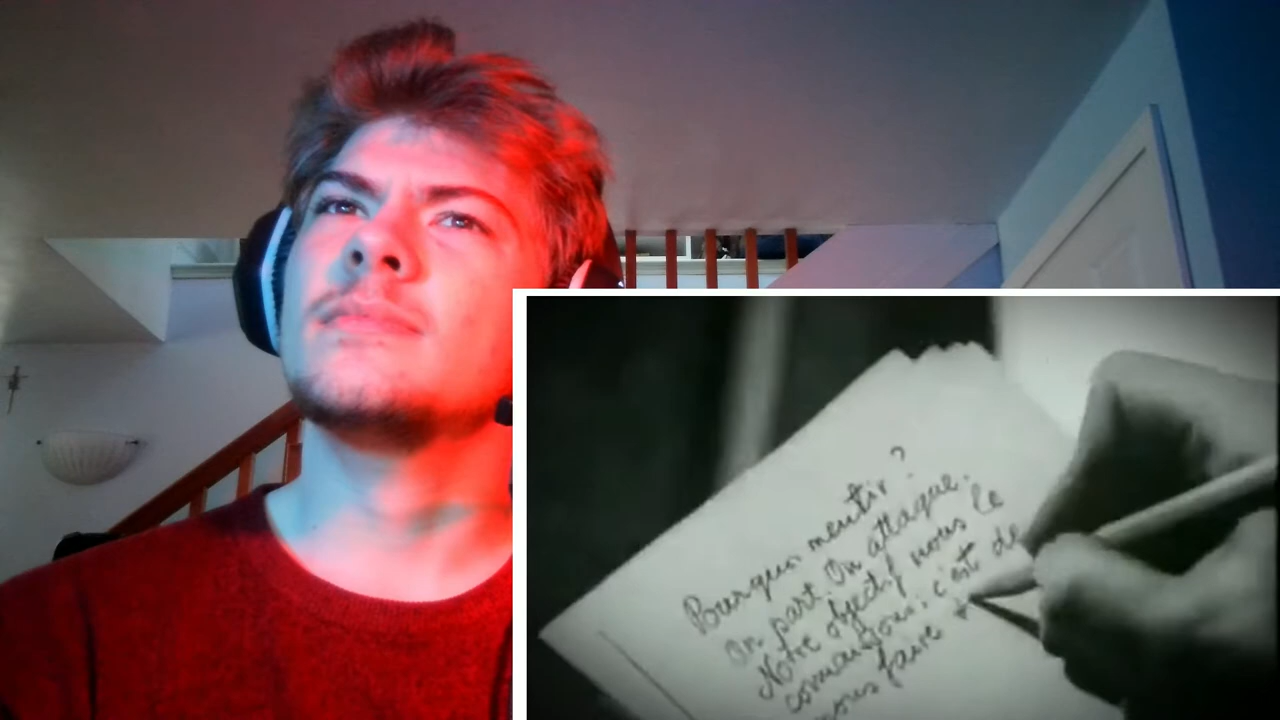 Pourquoi mentir ?
On part. On attaque.
Notre objectif nous le
connaissons, c'est de
nous faire t